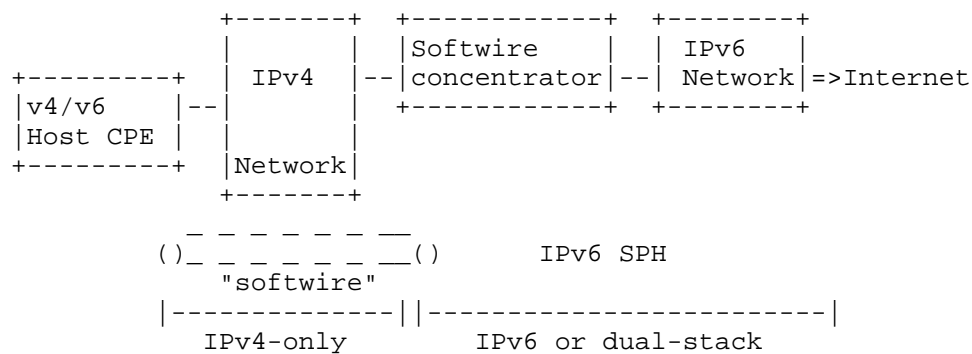 Softwire IPv6
IPv4 concentrator Network =>Internet
v4/v6
Host CPE
Network
IPv6 SPH
"softwire"
IPv4-only IPv6 or dual-stack